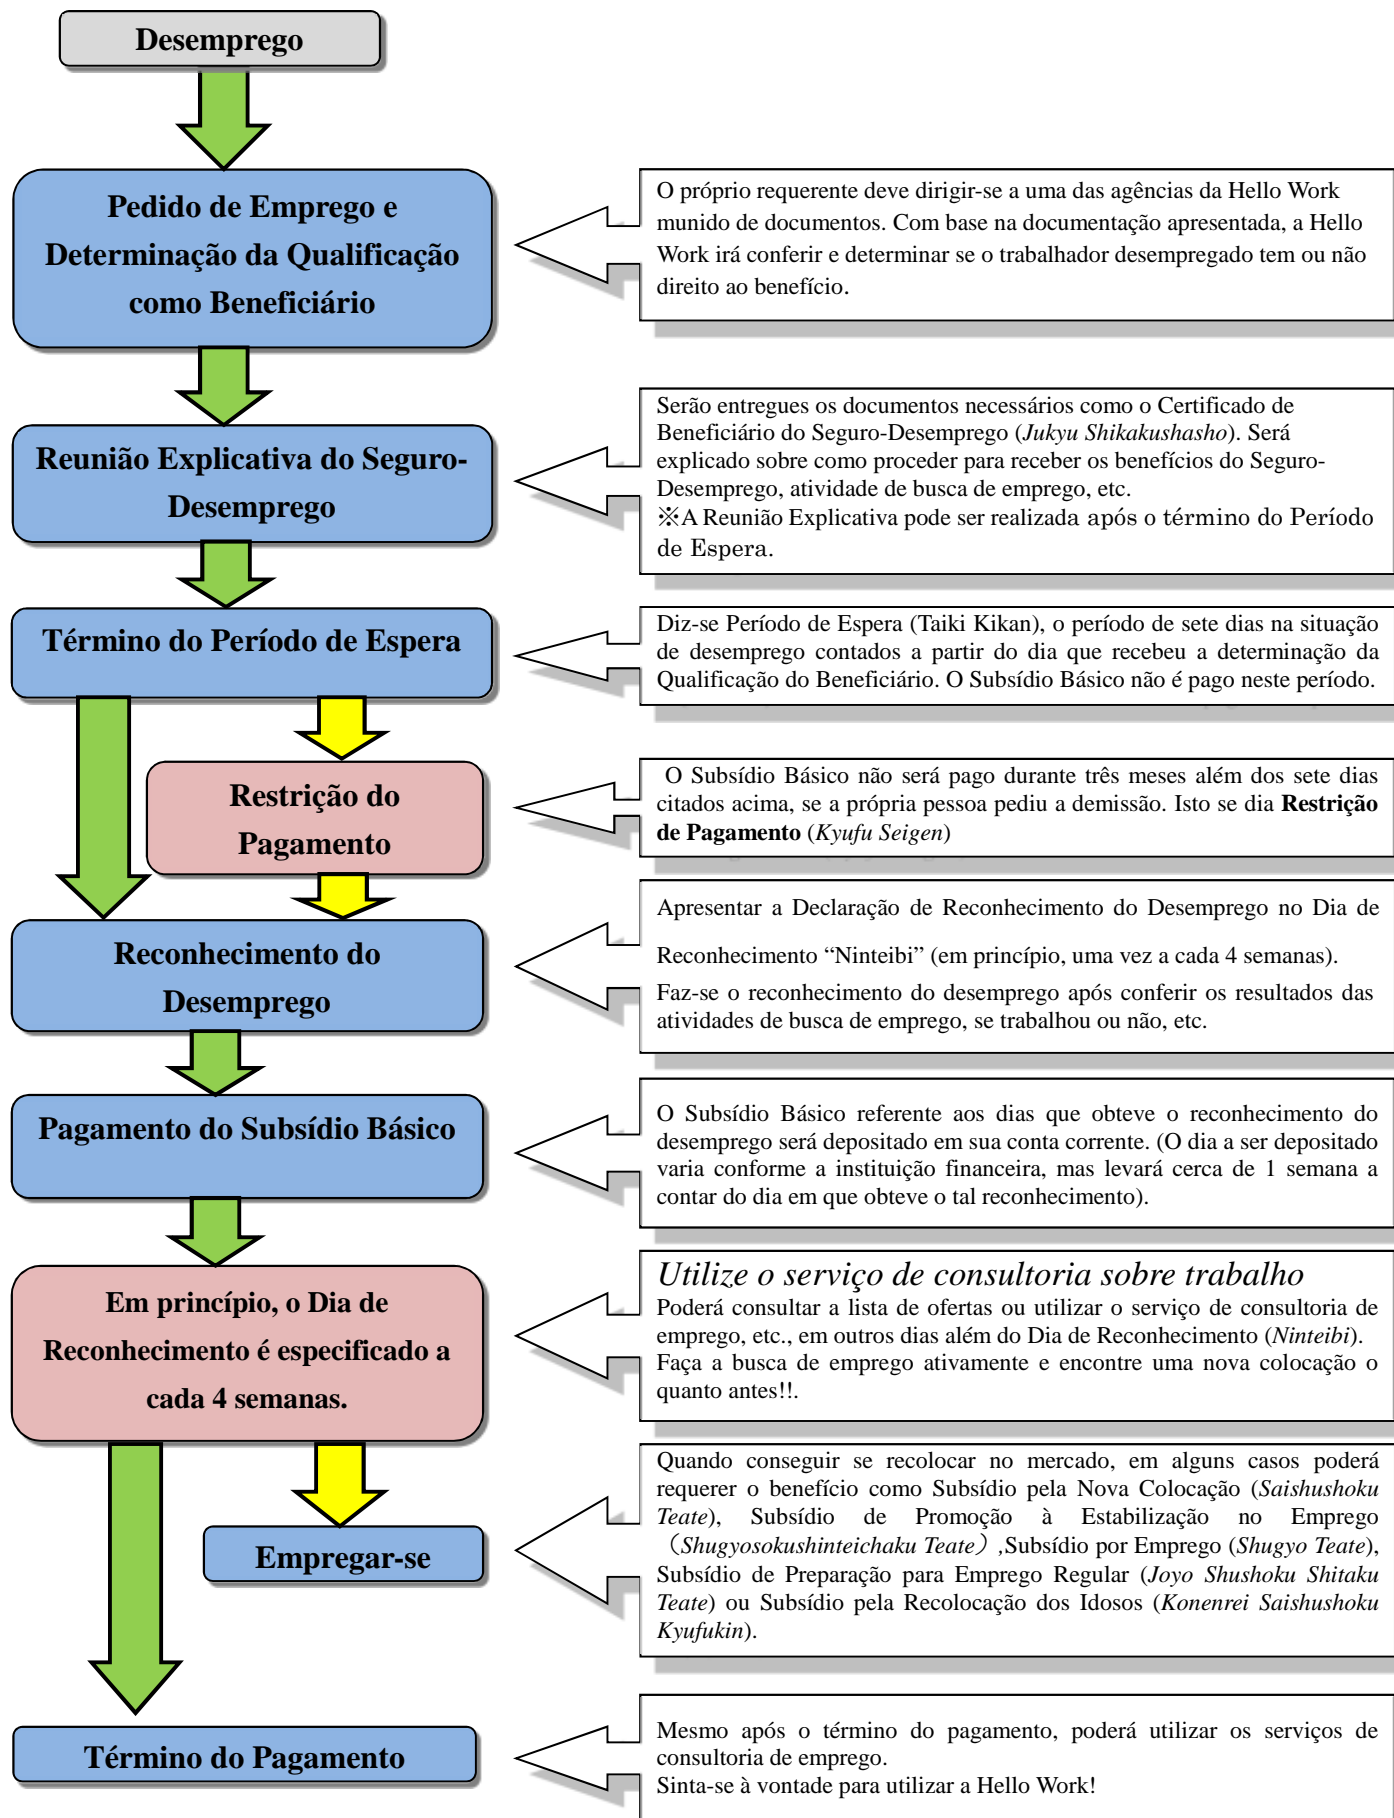 Desemprego
Pedido de Emprego e
Determinação da Qualificação
como Beneficiário
O próprio requerente deve dirigir-se a uma das agências da Hello Work
munido de documentos. Com base na documentação apresentada, a Hello
Work irá conferir e determinar se o trabalhador desempregado tem ou não
direito ao benefício.
Reunião Explicativa do Seguro-
Desemprego
Serão entregues os documentos necessários como o Certificado de
Beneficiário do Seguro-Desemprego (Jukyu Shikakushasho). Será
explicado sobre como proceder para receber os benefícios do Seguro-
Desemprego, atividade de busca de emprego, etc.
※A Reunião Explicativa pode ser realizada após o término do Período
de Espera.
Término do Período de Espera
Diz-se Período de Espera (Taiki Kikan), o período de sete dias na situação
de desemprego contados a partir do dia que recebeu a determinação da
Qualificação do Beneficiário. O Subsídio Básico não é pago neste período.
Restrição do
Pagamento
O Subsídio Básico não será pago durante três meses além dos sete dias
citados acima, se a própria pessoa pediu a demissão. Isto se dia Restrição
de Pagamento (Kyufu Seigen)
Reconhecimento do
Desemprego
Apresentar a Declaração de Reconhecimento do Desemprego no Dia de
Reconhecimento “Ninteibi” (em princípio, uma vez a cada 4 semanas).
Faz-se o reconhecimento do desemprego após conferir os resultados das
atividades de busca de emprego, se trabalhou ou não, etc.
Pagamento do Subsídio Básico
O Subsídio Básico referente aos dias que obteve o reconhecimento do
desemprego será depositado em sua conta corrente. (O dia a ser depositado
varia conforme a instituição financeira, mas levará cerca de 1 semana a
contar do dia em que obteve o tal reconhecimento).
Em princípio, o Dia de
Reconhecimento é especificado a
cada 4 semanas.
Utilize o serviço de consultoria sobre trabalho
Poderá consultar a lista de ofertas ou utilizar o serviço de consultoria de
emprego, etc., em outros dias além do Dia de Reconhecimento (Ninteibi).
Faça a busca de emprego ativamente e encontre uma nova colocação o
quanto antes!!.
Empregar-se
Quando conseguir se recolocar no mercado, em alguns casos poderá
requerer o benefício como Subsídio pela Nova Colocação (Saishushoku
Teate), Subsídio de Promoção à Estabilização no Emprego
（Shugyosokushinteichaku Teate）,Subsídio por Emprego (Shugyo Teate),
Subsídio de Preparação para Emprego Regular (Joyo Shushoku Shitaku
Teate) ou Subsídio pela Recolocação dos Idosos (Konenrei Saishushoku
Kyufukin).
Término do Pagamento
Mesmo após o término do pagamento, poderá utilizar os serviços de
consultoria de emprego.
Sinta-se à vontade para utilizar a Hello Work!